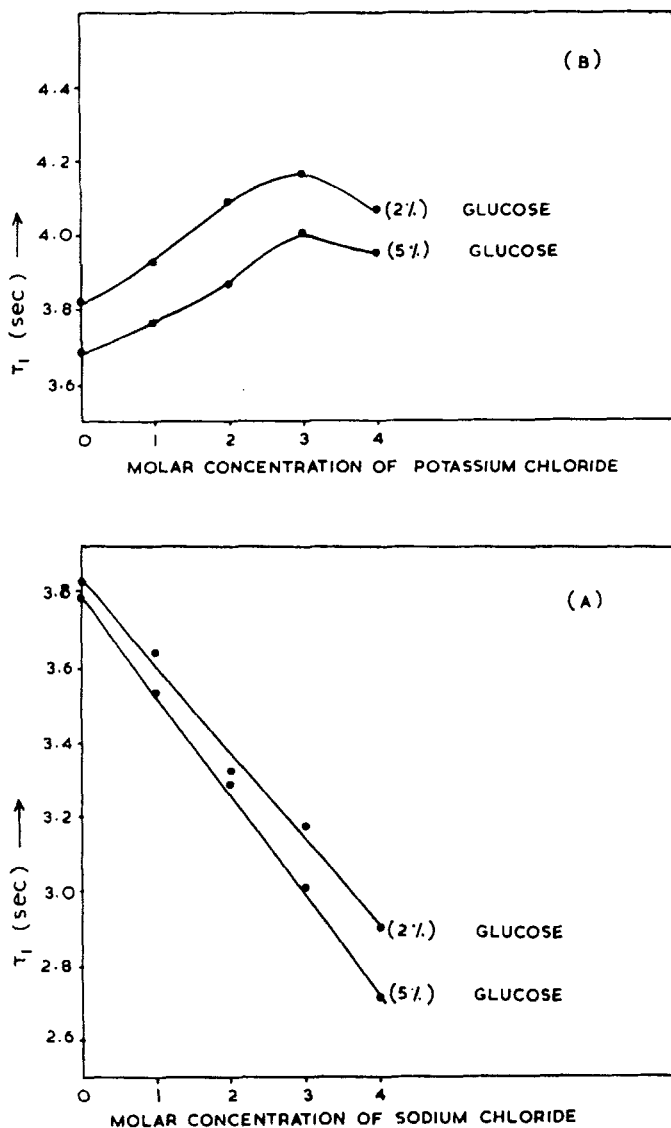 (B)
4.4
4.2
4.0
3.8
3.6
T1 (sec) →
(2%) GLUCOSE
(5%) GLUCOSE
0 1 2 3 4
MOLAR CONCENTRATION OF POTASSIUM CHLORIDE
(A)
3.8
3.6
3.4
3.2
3.0
2.8
2.6
T1 (sec) →
(2%) GLUCOSE
(5%) GLUCOSE
0 1 2 3 4
MOLAR CONCENTRATION OF SODIUM CHLORIDE